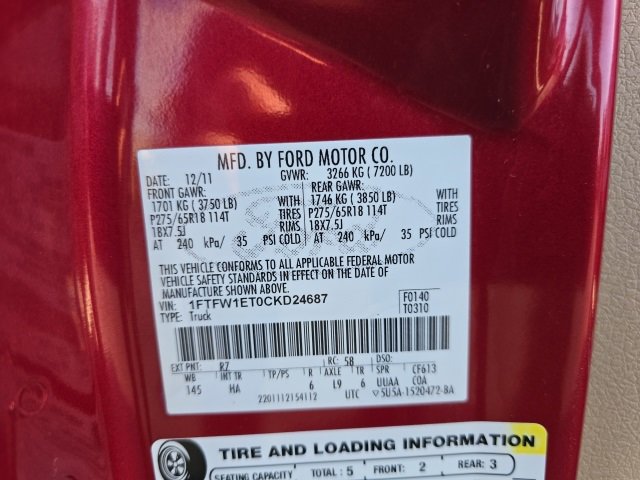 MFD. BY FORD MOTOR CO.
DATE: 12/11 GVWR: 3266 KG ( 7200 LB)
FRONT GAWR: REAR GAWR:
1701 KG ( 3750 LB) WITH 1746 KG ( 3850 LB) WITH
P275/65R18 114T TIRES P275/65R18 114T TIRES
18X7.5J RIMS 18X7.5J RIMS
AT 240 kPa/ 35 PSI COLD AT 240 kPa/ 35 PSI COLD
THIS VEHICLE CONFORMS TO ALL APPLICABLE FEDERAL MOTOR
VEHICLE SAFETY STANDARDS IN EFFECT ON THE DATE OF
MANUFACTURE SHOWN ABOVE.
VIN: 1FTFW1ET0CKD24687 F0140
TYPE: Truck T0310
EXT PNT: RZ RC: 58 DSO:
WB INT TR TP/PS R AXLE TR SPR CF613
145 HA 6 L9 6 UUAA COA
2201112154112 UTC ▽5U5A-1520472-BA
TIRE AND LOADING INFORMATION
SEATING CAPACITY TOTAL : 5 FRONT: 2 REAR: 3